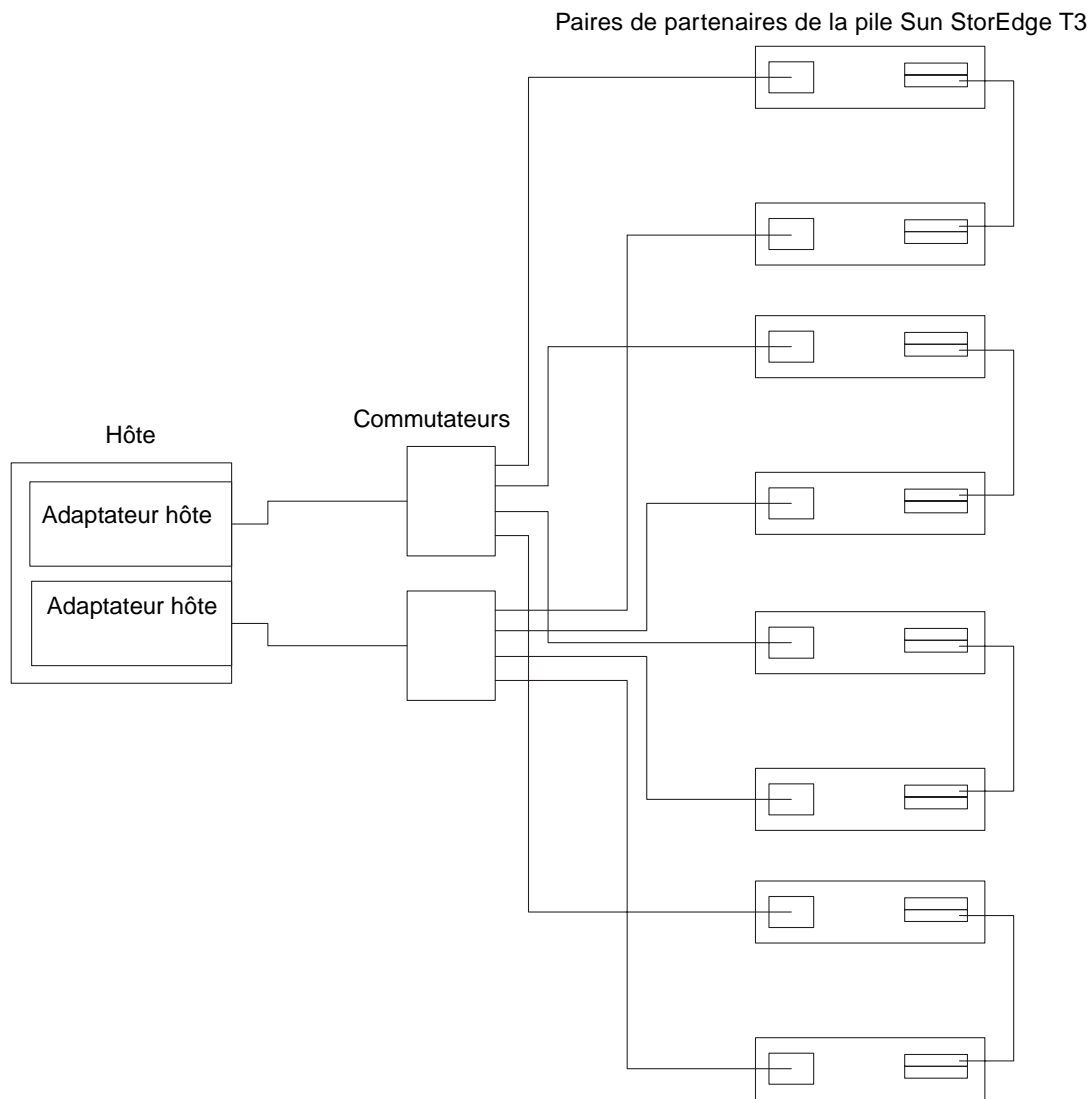 Paires de partenaires de la pile Sun StorEdge T3
Commutateurs
Hôte
Adaptateur hôte
Adaptateur hôte